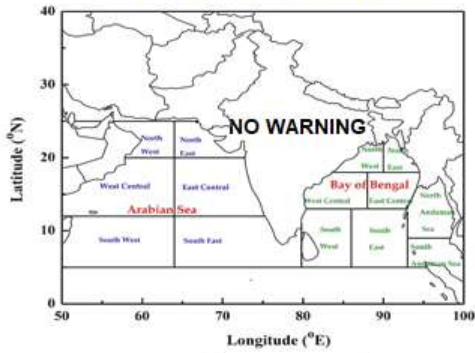 40
30
20
10
0
Latitude (°N)
NO WARNING
North
West
North
East
North
West
North
East
West Central
East Central
Bay of Bengal
West Central
East Central
North
Andaman
Sea
Arabian Sea
South West
South East
South
West
South
East
South
Andaman Sea
50
60
70
80
90
100
Longitude (°E)